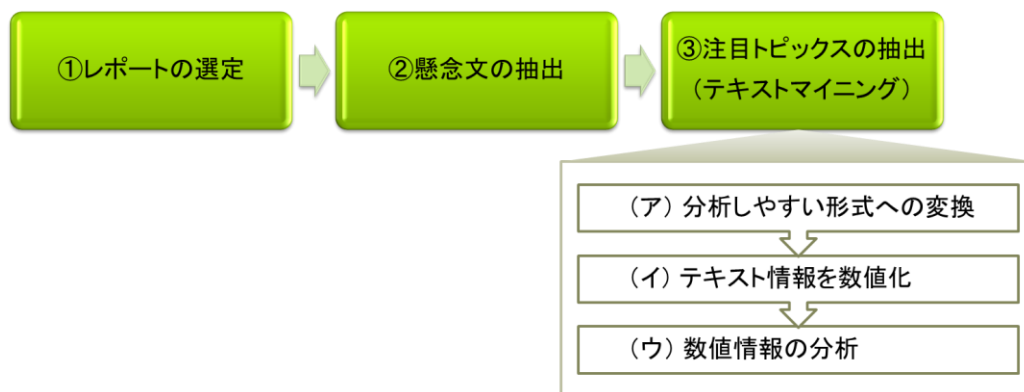 ①レポートの選定
②懸念文の抽出
③注目トピックスの抽出
（テキストマイニング）
（ア）分析しやすい形式への変換
（イ）テキスト情報を数値化
（ウ）数値情報の分析